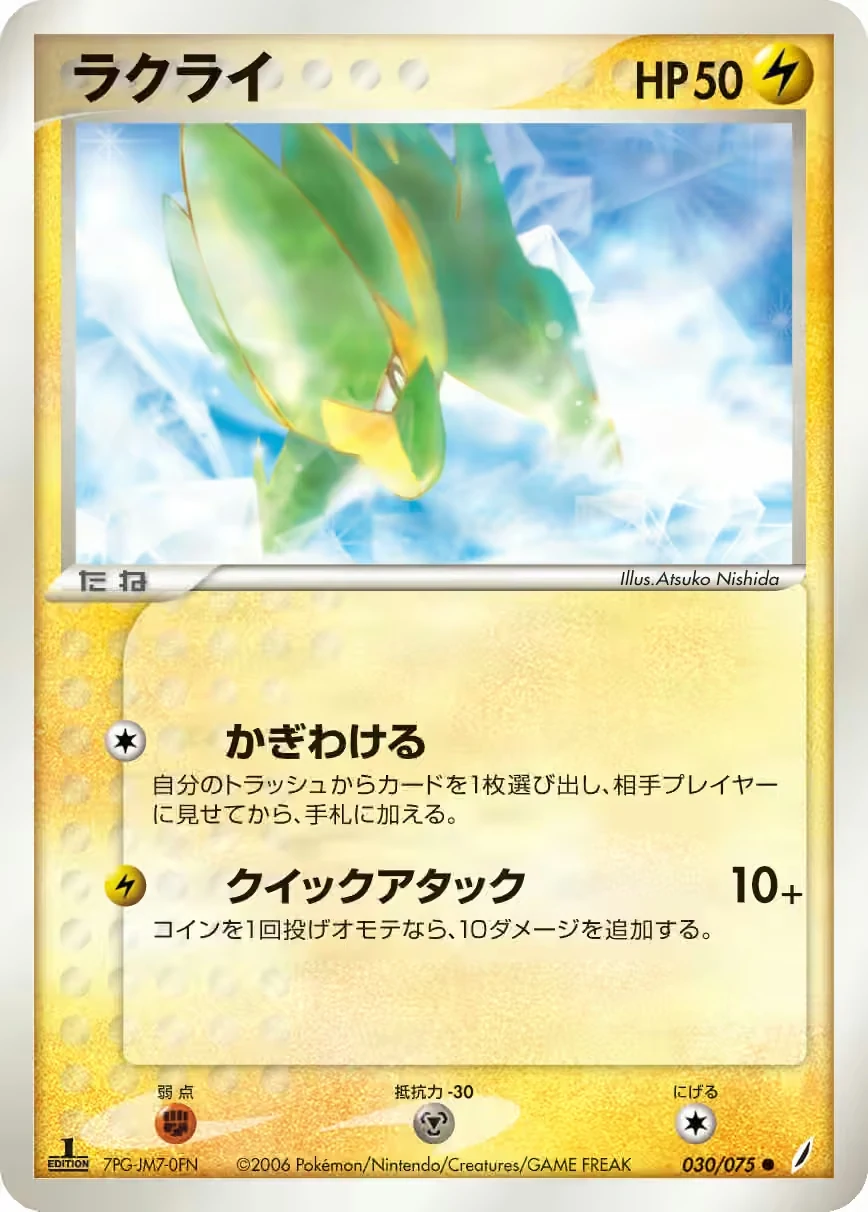 ラクライ
HP50
たね
Illus.Atsuko Nishida
かぎわける
自分のトラッシュからカードを1枚選び出し、相手プレイヤー
に見せてから、手札に加える。
クイックアタック 10+
コインを1回投げオモテなら、10ダメージを追加する。
弱点 抵抗力 -30 にげる
1 EDITION 7PG-JM7-0FN ©2006 Pokémon/Nintendo/Creatures/GAME FREAK 030/075